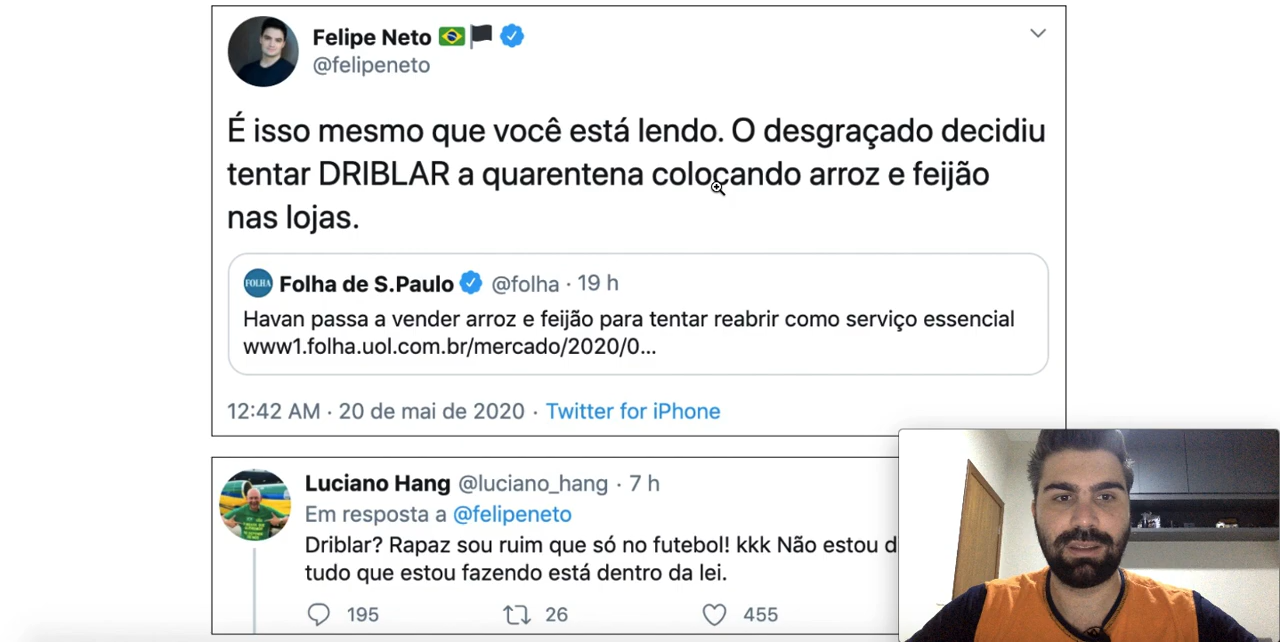 Felipe Neto
@felipeneto
É isso mesmo que você está lendo. O desgraçado decidiu
tentar DRIBLAR a quarentena colocando arroz e feijão
nas lojas.
FOLHA
Folha de S.Paulo @folha · 19 h
Havan passa a vender arroz e feijão para tentar reabrir como serviço essencial
www1.folha.uol.com.br/mercado/2020/0...
12:42 AM · 20 de mai de 2020 · Twitter for iPhone
Luciano Hang @luciano_hang · 7 h
Em resposta a @felipeneto
Driblar? Rapaz sou ruim que só no futebol! kkk Não estou
tudo que estou fazendo está dentro da lei.
195 26 455